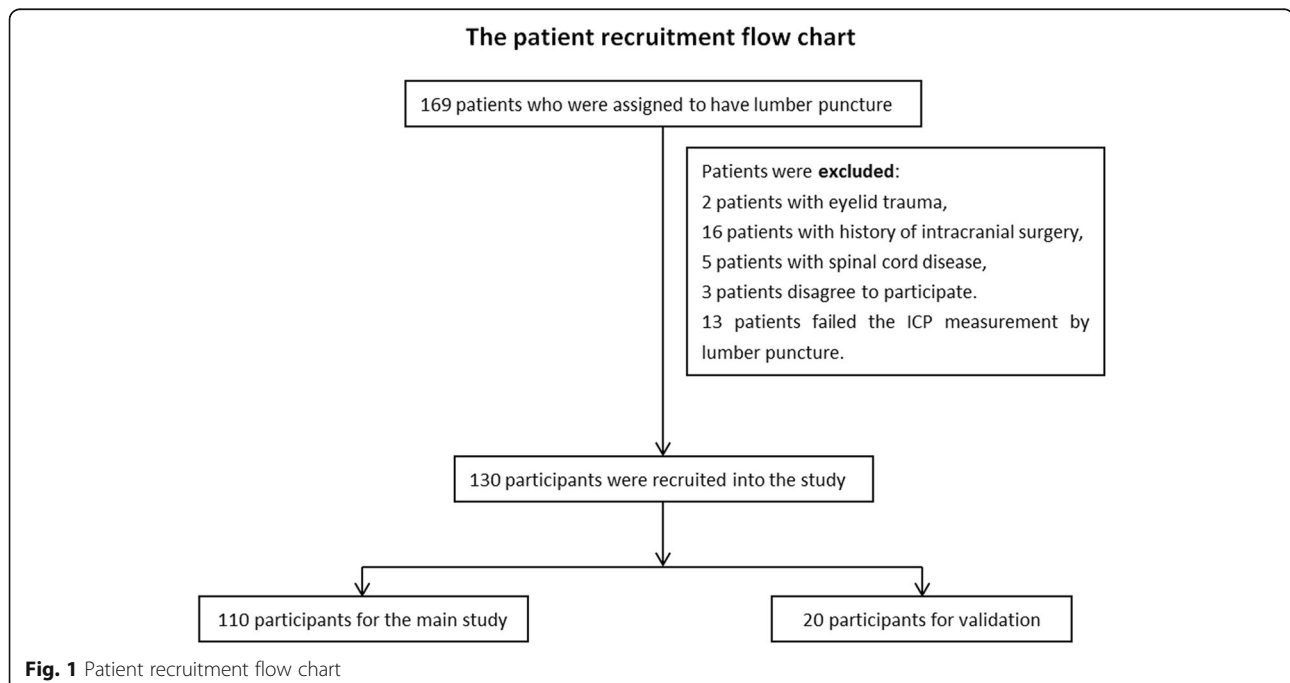 The patient recruitment flow chart
169 patients who were assigned to have lumber puncture
Patients were excluded:
2 patients with eyelid trauma,
16 patients with history of intracranial surgery,
5 patients with spinal cord disease,
3 patients disagree to participate.
13 patients failed the ICP measurement by
lumber puncture.
130 participants were recruited into the study
110 participants for the main study
20 participants for validation
Fig. 1 Patient recruitment flow chart